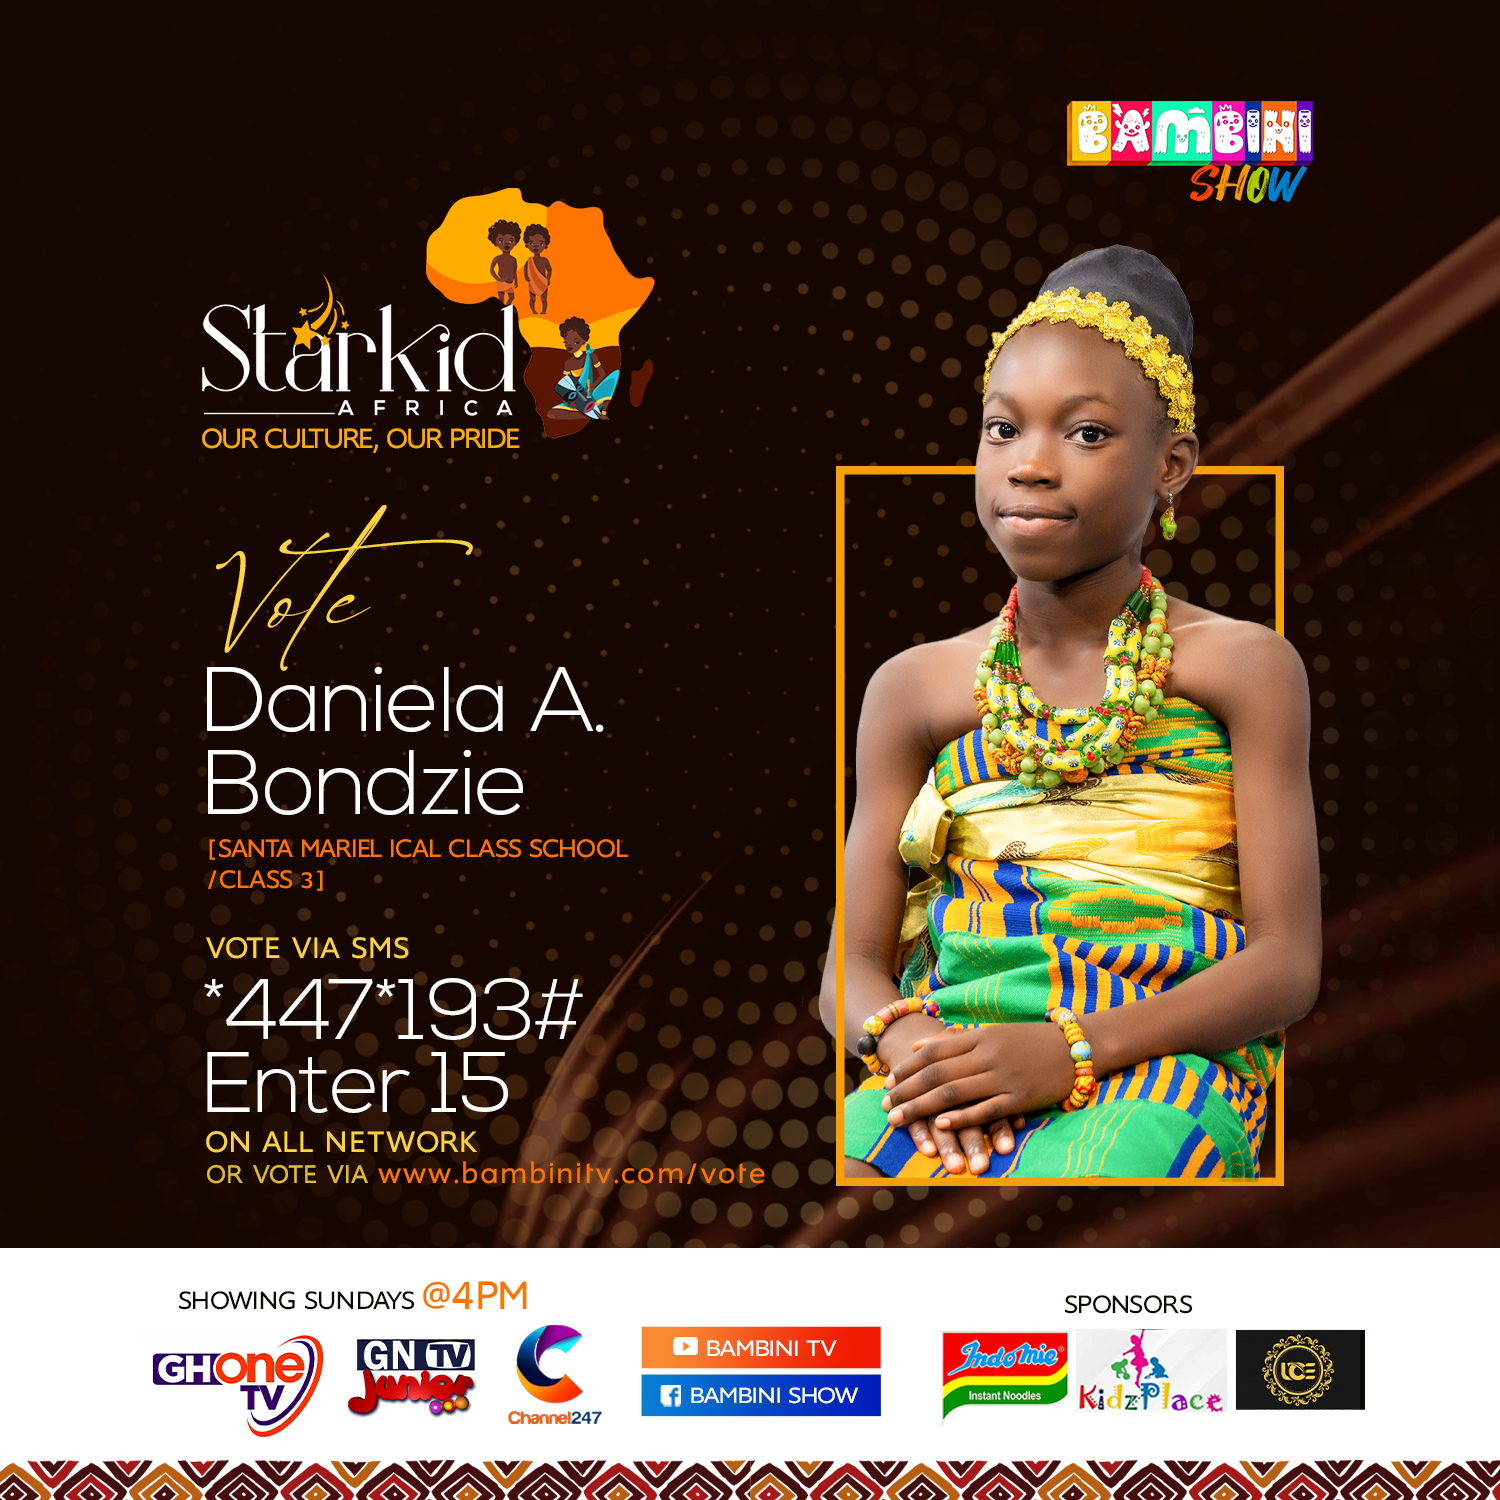 BAMBINI
SHOW
Starkid
AFRICA
OUR CULTURE, OUR PRIDE
Vote
Daniela A.
Bondzie
[SANTA MARIEL ICAL CLASS SCHOOL
/CLASS 3]
VOTE VIA SMS
*447*193#
Enter 15
ON ALL NETWORK
OR VOTE VIA www.bambinitv.com/vote
SHOWING SUNDAYS @4PM
GHOne
TV
GN TV
Junior
Channel247
BAMBINI TV
BAMBINI SHOW
SPONSORS
Indomie
Instant Noodles
KidzPlace